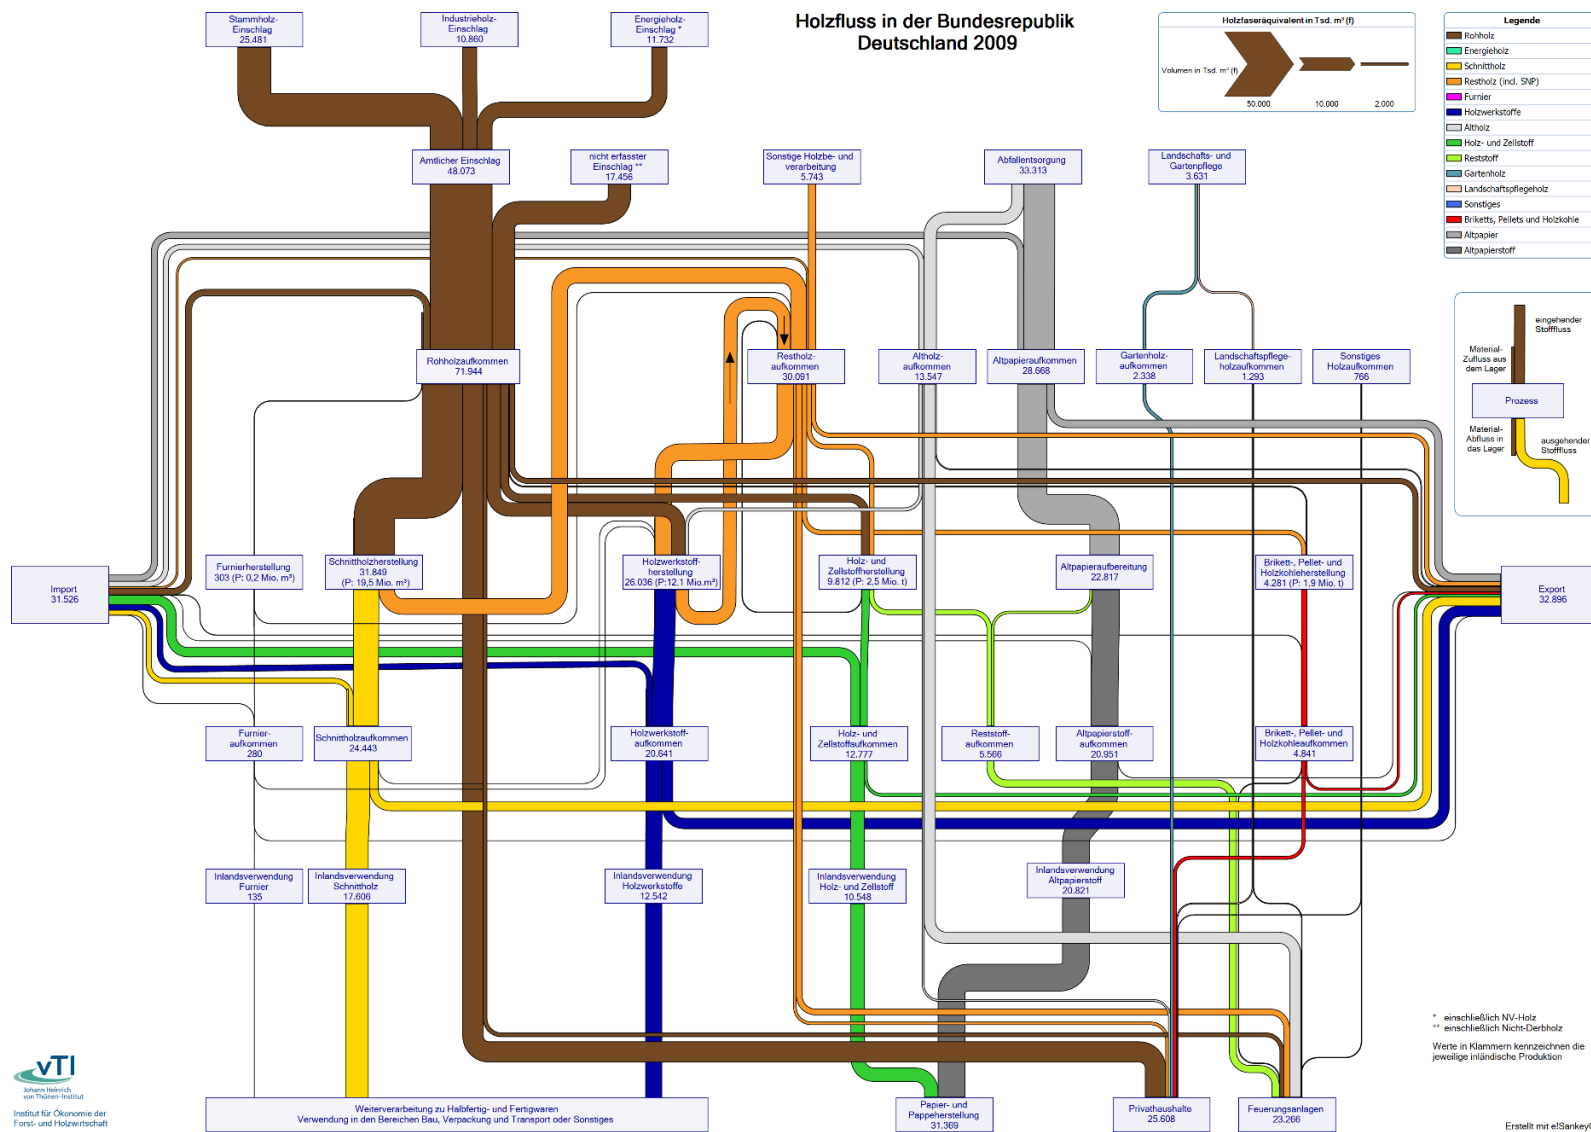 Holzfluss in der Bundesrepublik
Deutschland 2009
Stammholz-
Einschlag
25.481
Industrieholz-
Einschlag
10.860
Energieholz-
Einschlag *
11.732
Holzfaseräquivalent in Tsd. m³ (f)
Volumen in Tsd. m³ (f)
50.000
10.000
2.000
Legende
Rohholz
Energieholz
Schnittholz
Restholz (incl. SNP)
Furnier
Holzwerkstoffe
Altholz
Holz- und Zellstoff
Reststoff
Gartenholz
Landschaftspflegeholz
Sonstiges
Briketts, Pellets und Holzkohle
Altpapier
Altpapierstoff
Amtlicher Einschlag
48.073
nicht erfasster
Einschlag **
17.456
Sonstige Holzbe- und
verarbeitung
5.743
Abfallentsorgung
33.313
Landschafts- und
Gartenpflege
3.631
eingehender
Stofffluss
Material-
Zufluss aus
dem Lager
Prozess
Material-
Abfluss in
das Lager
ausgehender
Stofffluss
Rohholzaufkommen
71.944
Restholz-
aufkommen
30.091
Altholz-
aufkommen
13.547
Altpapieraufkommen
28.668
Gartenholz-
aufkommen
2.338
Landschaftspflege-
holzaufkommen
1.293
Sonstiges
Holzaufkommen
766
Import
31.526
Furnierherstellung
303 (P: 0,2 Mio. m³)
Schnittholzherstellung
31.849
(P: 19,5 Mio. m³)
Holzwerkstoff-
herstellung
26.036 (P:12.1 Mio.m³)
Holz- und
Zellstoffherstellung
9.812 (P: 2,5 Mio. t)
Altpapieraufbereitung
22.817
Brikett-, Pellet- und
Holzkohleherstellung
4.281 (P: 1,9 Mio. t)
Export
32.896
Furnier-
aufkommen
280
Schnittholzaufkommen
24.443
Holzwerkstoff-
aufkommen
20.641
Holz- und
Zellstoffaufkommen
12.777
Reststoff-
aufkommen
5.566
Altpapierstoff-
aufkommen
20.951
Brikett-, Pellet- und
Holzkohleaufkommen
4.841
Inlandsverwendung
Furnier
135
Inlandsverwendung
Schnittholz
17.606
Inlandsverwendung
Holzwerkstoffe
12.542
Inlandsverwendung
Holz- und Zellstoff
10.548
Inlandsverwendung
Altpapierstoff
20.821
* einschließlich NV-Holz
** einschließlich Nicht-Derbholz
Werte in Klammern kennzeichnen die
jeweilige inländische Produktion
vTI
Johann Heinrich
von Thünen-Institut
Institut für Ökonomie der
Forst- und Holzwirtschaft
Weiterverarbeitung zu Halbfertig- und Fertigwaren
Verwendung in den Bereichen Bau, Verpackung und Transport oder Sonstiges
Papier- und
Pappeherstellung
31.369
Privathaushalte
25.608
Feuerungsanlagen
23.266
Erstellt mit e!Sankey